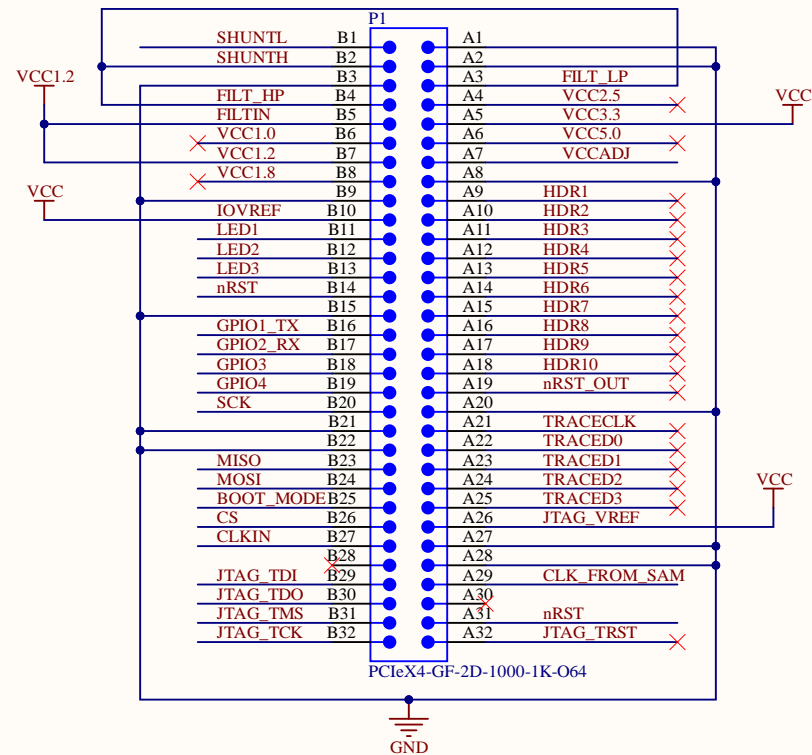 P1
SHUNTL B1 A1
SHUNTH B2 A2
B3 A3 FILT_LP
VCC1.2 FILT_HP B4 A4 VCC2.5 VCC
FILTIN B5 A5 VCC3.3
VCC1.0 B6 A6 VCC5.0
VCC1.2 B7 A7 VCCADJ
VCC1.8 B8 A8
VCC B9 A9 HDR1
IOVREF B10 A10 HDR2
LED1 B11 A11 HDR3
LED2 B12 A12 HDR4
LED3 B13 A13 HDR5
nRST B14 A14 HDR6
B15 A15 HDR7
GPIO1_TX B16 A16 HDR8
GPIO2_RX B17 A17 HDR9
GPIO3 B18 A18 HDR10
GPIO4 B19 A19 nRST_OUT
SCK B20 A20
B21 A21 TRACECLK
B22 A22 TRACED0
MISO B23 A23 TRACED1
MOSI B24 A24 TRACED2 VCC
BOOT_MODE B25 A25 TRACED3
CS B26 A26 JTAG_VREF
CLKIN B27 A27
B28 A28
JTAG_TDI B29 A29 CLK_FROM_SAM
JTAG_TDO B30 A30
JTAG_TMS B31 A31 nRST
JTAG_TCK B32 A32 JTAG_TRST
PCIeX4-GF-2D-1000-1K-O64
GND